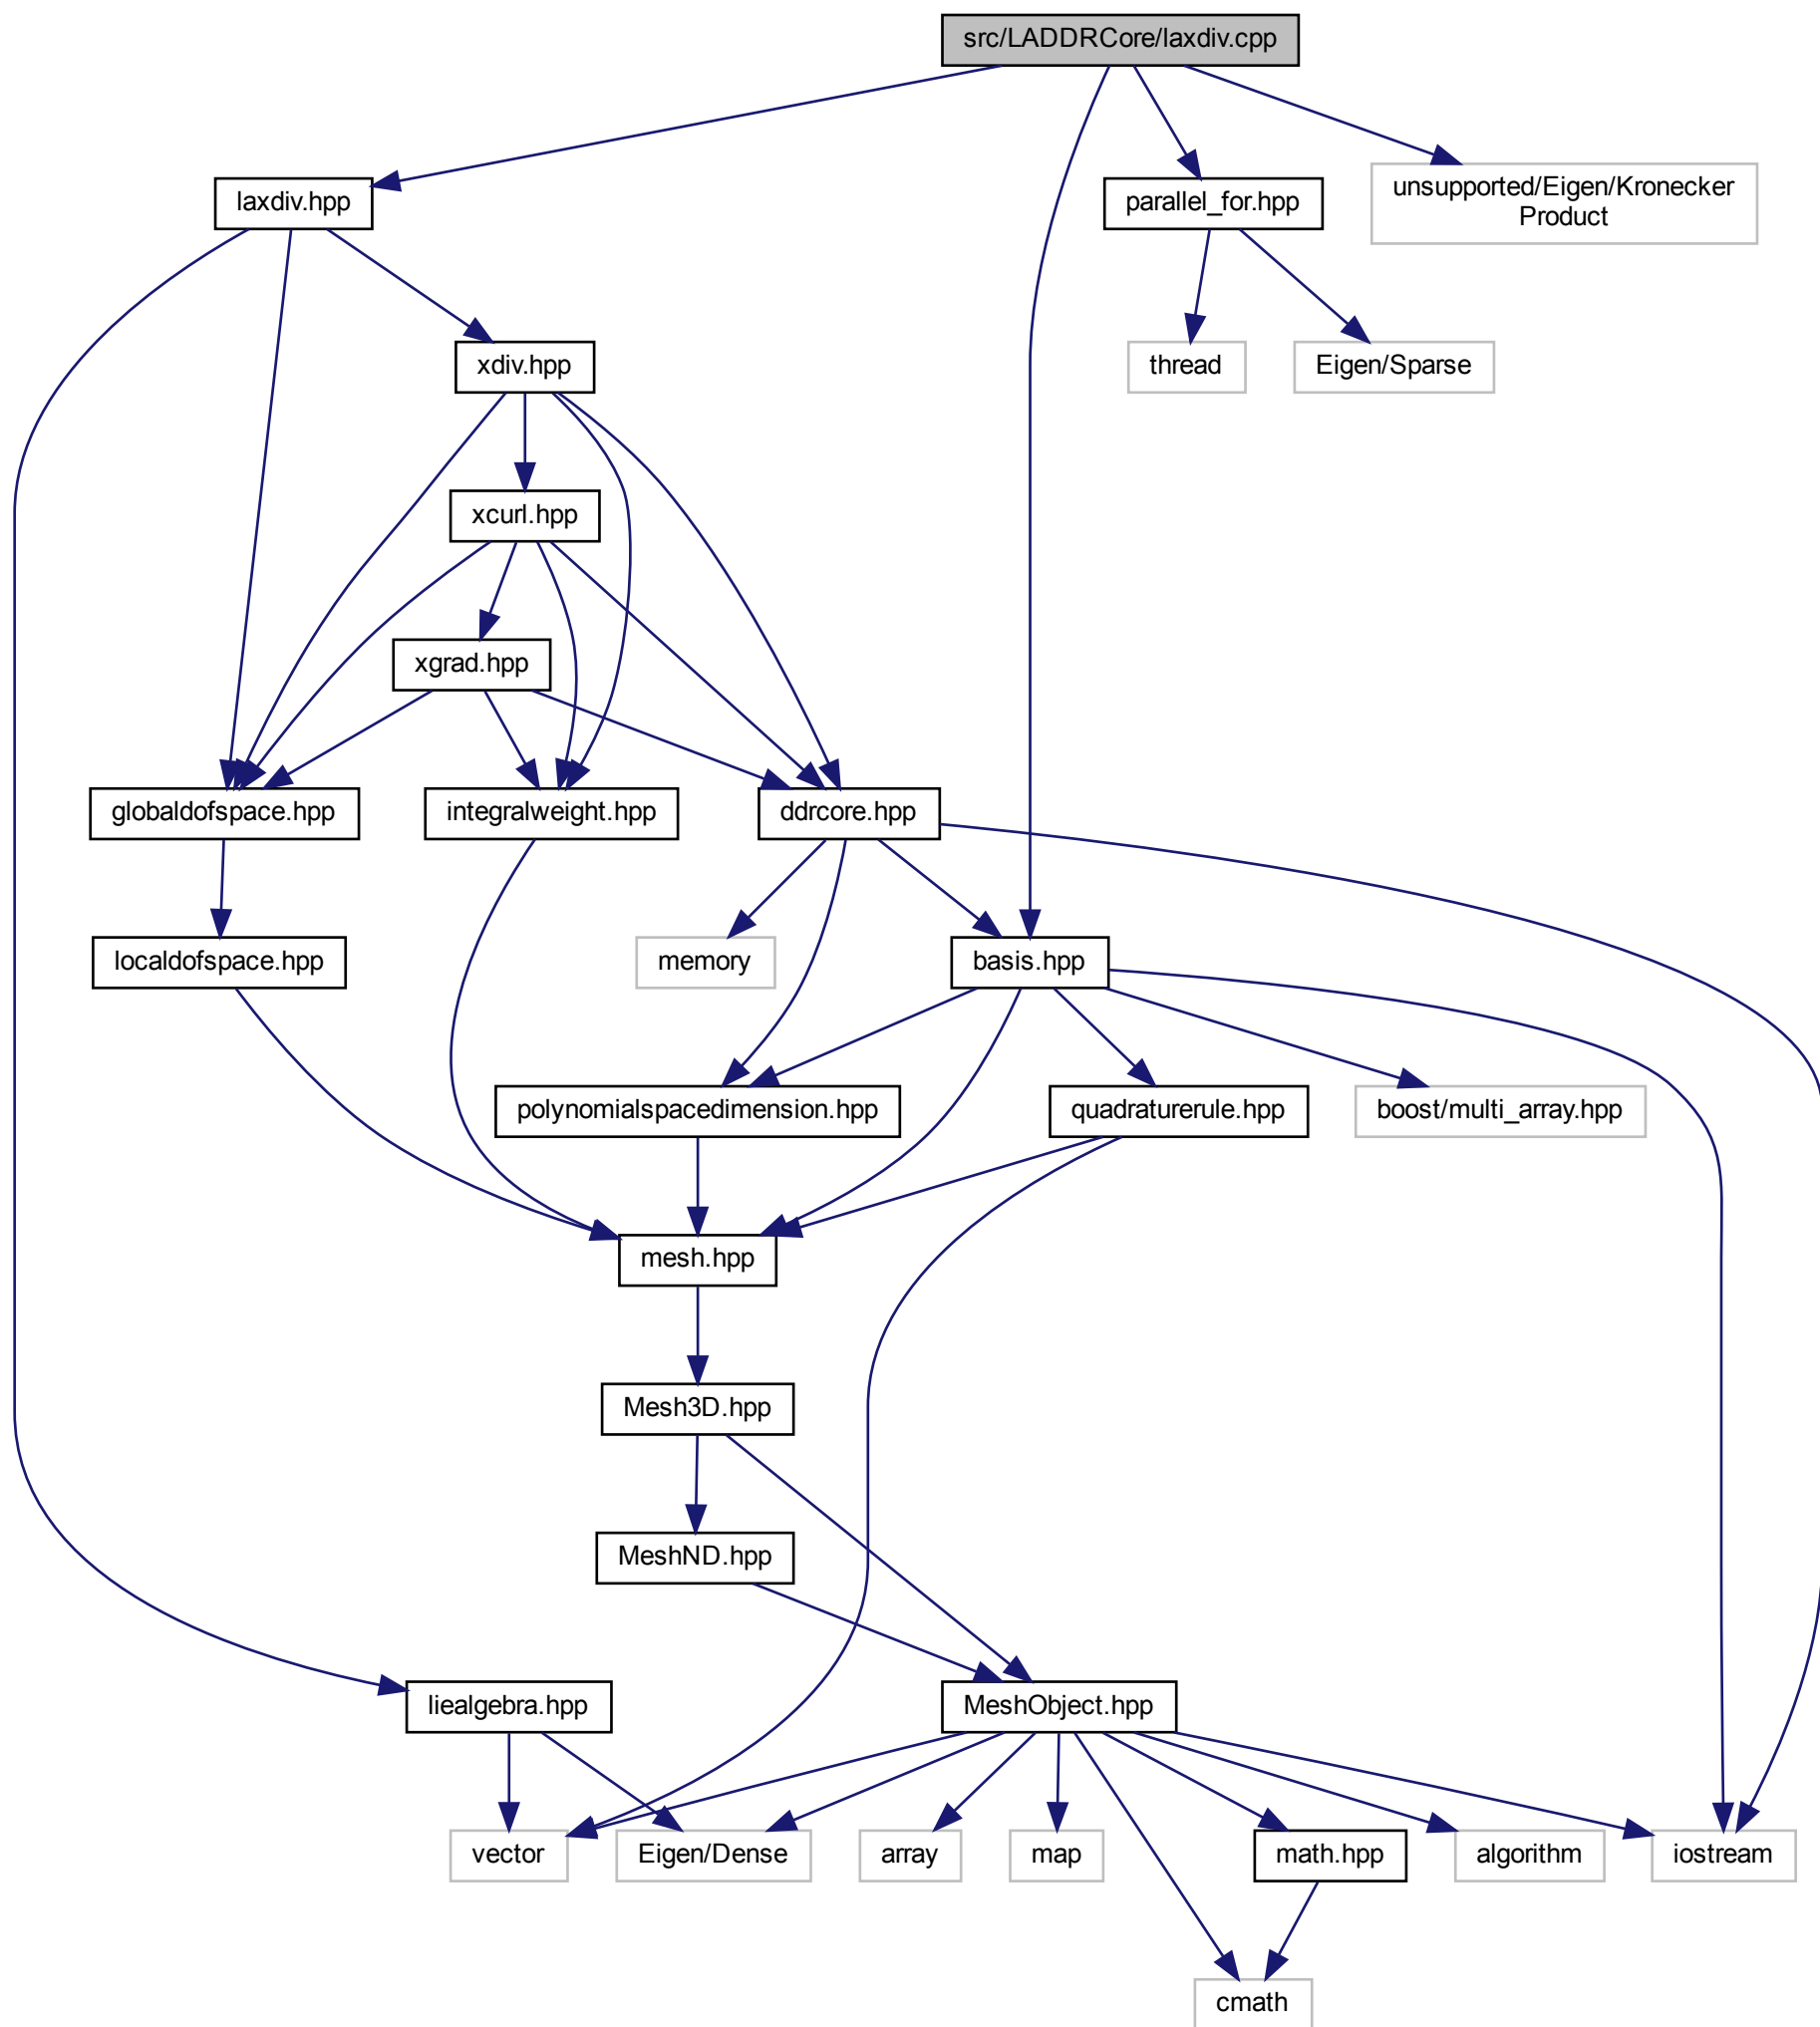 src/LADDRCore/laxdiv.cpp
laxdiv.hpp
parallel_for.hpp
unsupported/Eigen/Kronecker
Product
xdiv.hpp
thread
Eigen/Sparse
xcurl.hpp
xgrad.hpp
globaldofspace.hpp
integralweight.hpp
ddrcore.hpp
localdofspace.hpp
memory
basis.hpp
polynomialspacedimension.hpp
quadraturerule.hpp
boost/multi_array.hpp
mesh.hpp
Mesh3D.hpp
MeshND.hpp
liealgebra.hpp
MeshObject.hpp
vector
Eigen/Dense
array
map
math.hpp
algorithm
iostream
cmath